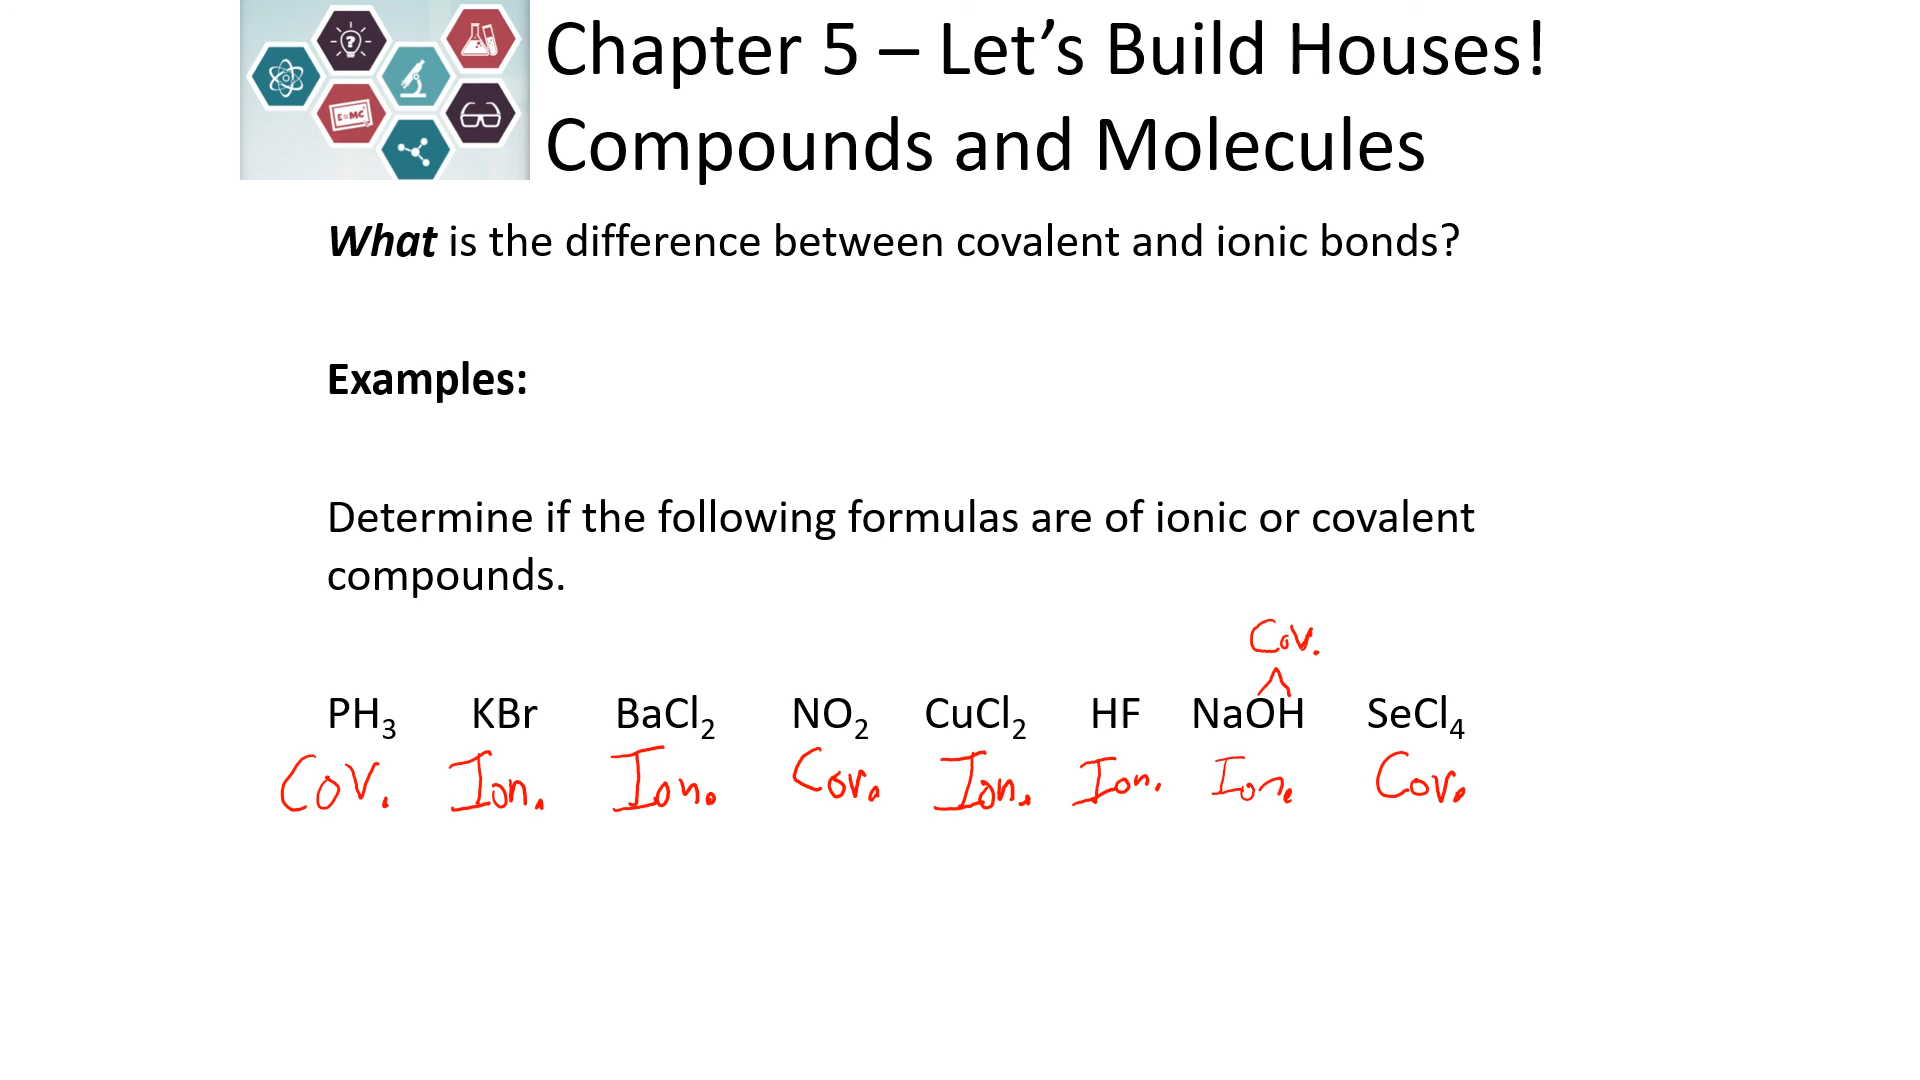 E=MC²
Chapter 5 – Let’s Build Houses!
Compounds and Molecules
What is the difference between covalent and ionic bonds?
Examples:
Determine if the following formulas are of ionic or covalent
compounds.
Cov.
PH₃ KBr BaCl₂ NO₂ CuCl₂ HF NaOH SeCl₄
Cov. Ion. Ion. Cov. Ion. Ion. Ion. Cov.